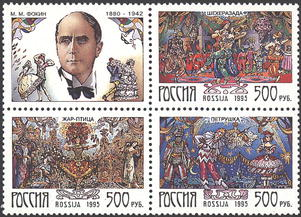 М. М. ФОКИН 1880 - 1942
ШЕХЕРАЗАДА
РОССИЯ 500 РУБ.
ROSSIJA 1995
ЖАР-ПТИЦА
РОССИЯ 500 РУБ.
ROSSIJA 1995
ПЕТРУШКА
РОССИЯ 500 РУБ.
ROSSIJA 1995